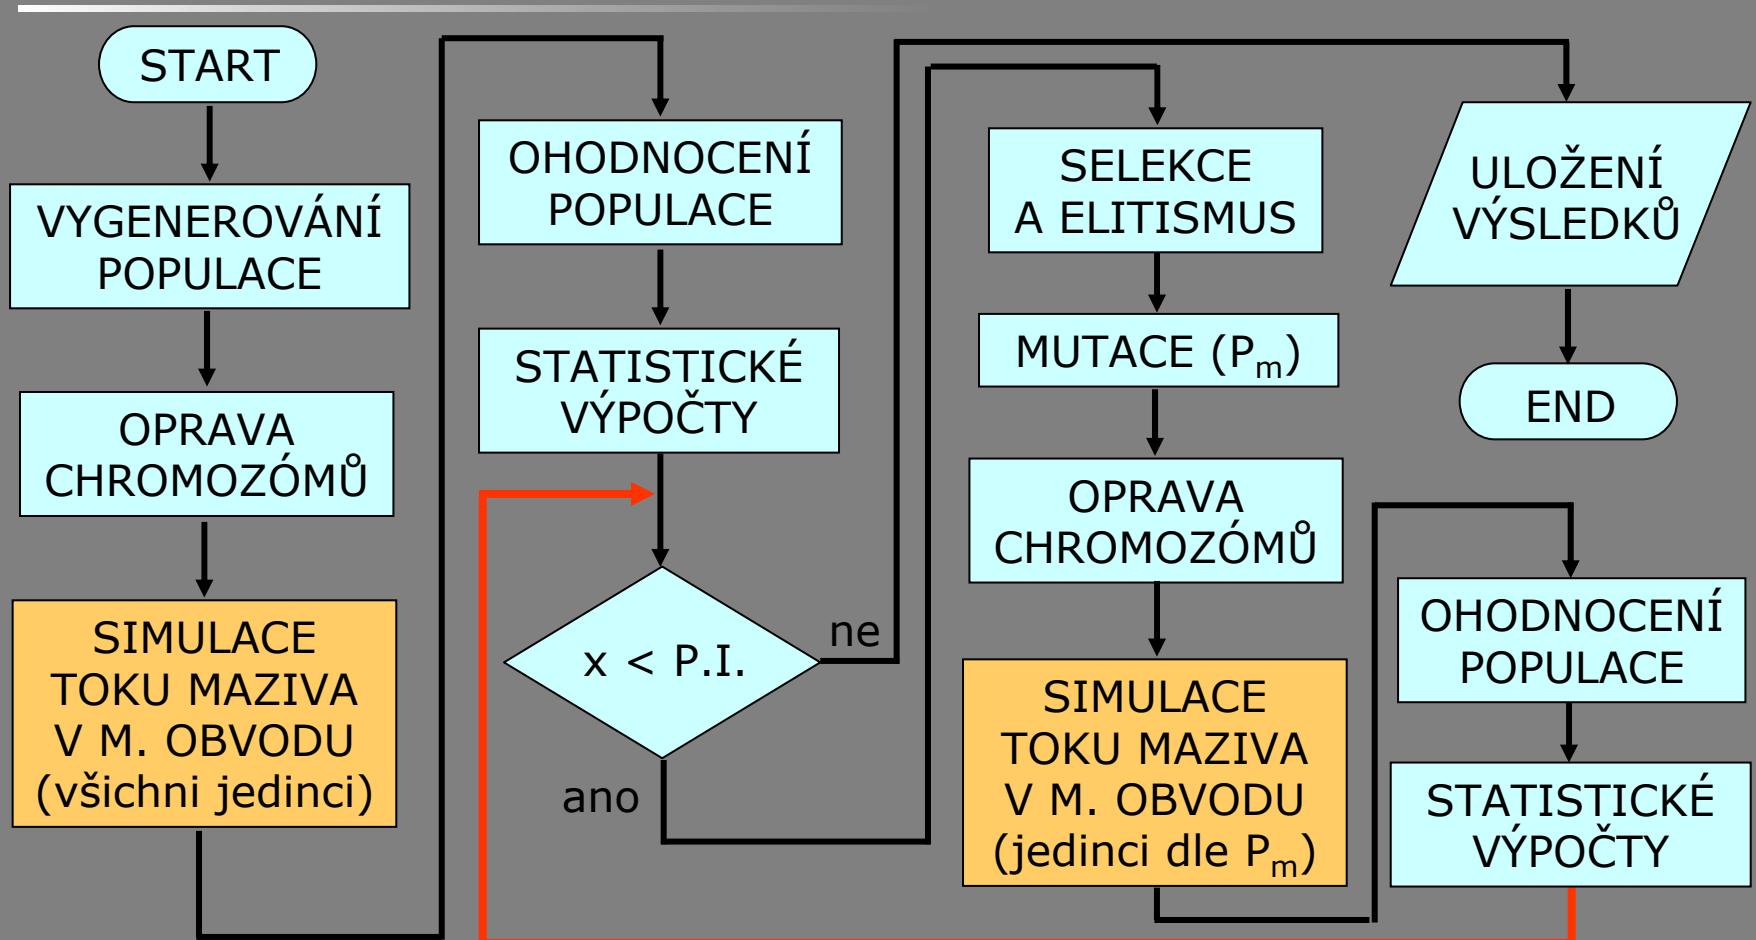 START
VYGENEROVÁNÍ
POPULACE
OPRAVA
CHROMOZÓMŮ
SIMULACE
TOKU MAZIVA
V M. OBVODU
(všichni jedinci)
OHODNOCENÍ
POPULACE
STATISTICKÉ
VÝPOČTY
x < P.I.
ne
ano
SELEKCE
A ELITISMUS
MUTACE (Pm)
OPRAVA
CHROMOZÓMŮ
SIMULACE
TOKU MAZIVA
V M. OBVODU
(jedinci dle Pm)
OHODNOCENÍ
POPULACE
STATISTICKÉ
VÝPOČTY
ULOŽENÍ
VÝSLEDKŮ
END